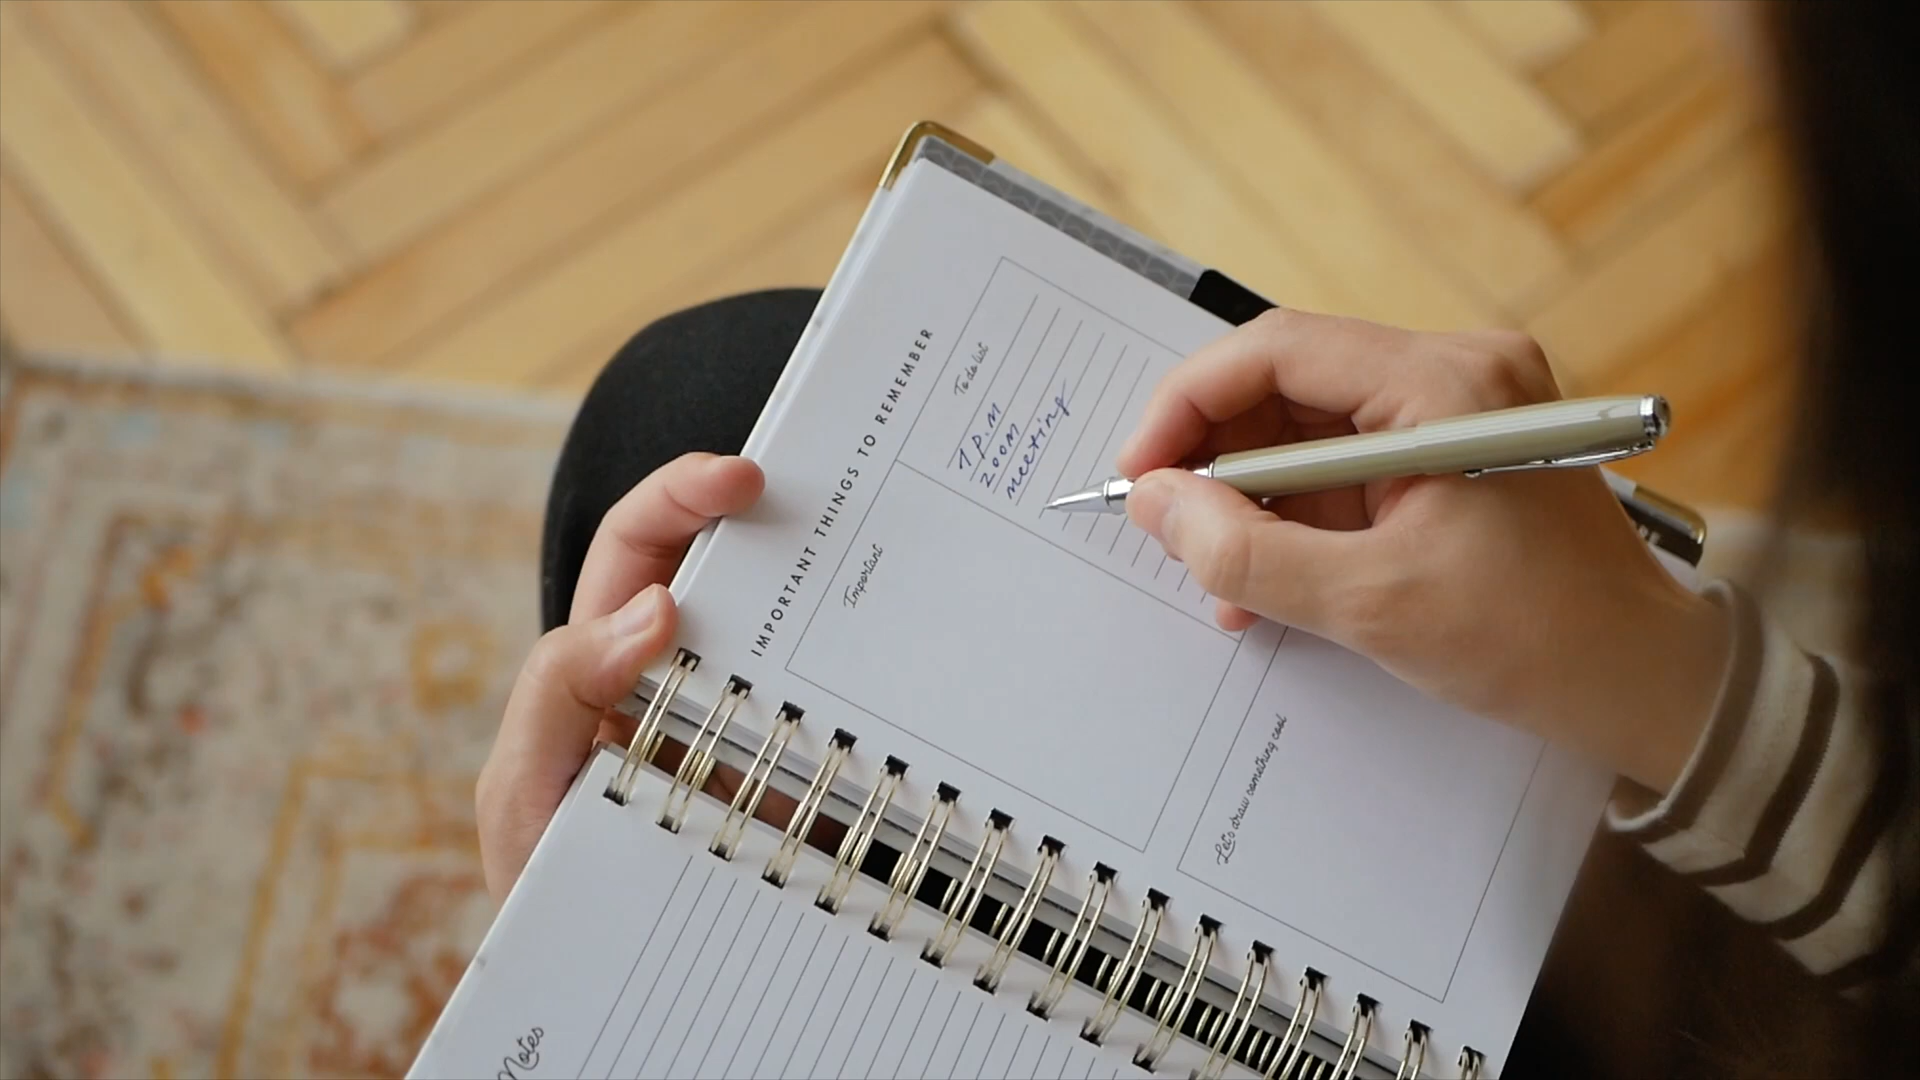 IMPORTANT THINGS TO REMEMBER
To do list
1 P.M
ZOOM
meeting
Important
Let's draw something cool
Notes